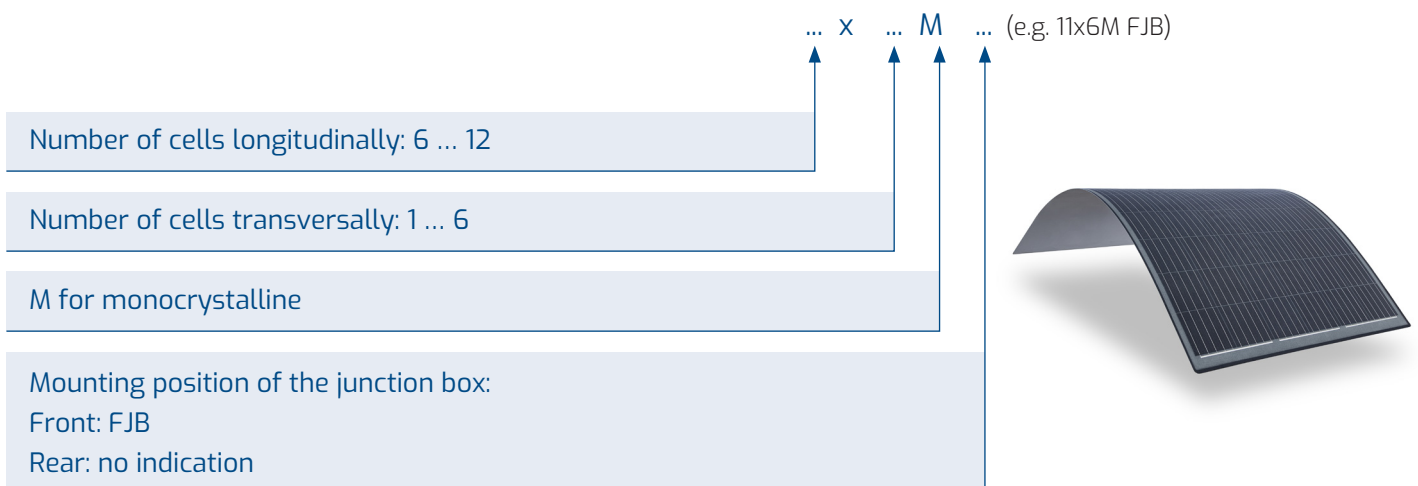 ... x ... M ... (e.g. 11x6M FJB)
Number of cells longitudinally: 6 ... 12
Number of cells transversally: 1 ... 6
M for monocrystalline
Mounting position of the junction box:
Front: FJB
Rear: no indication